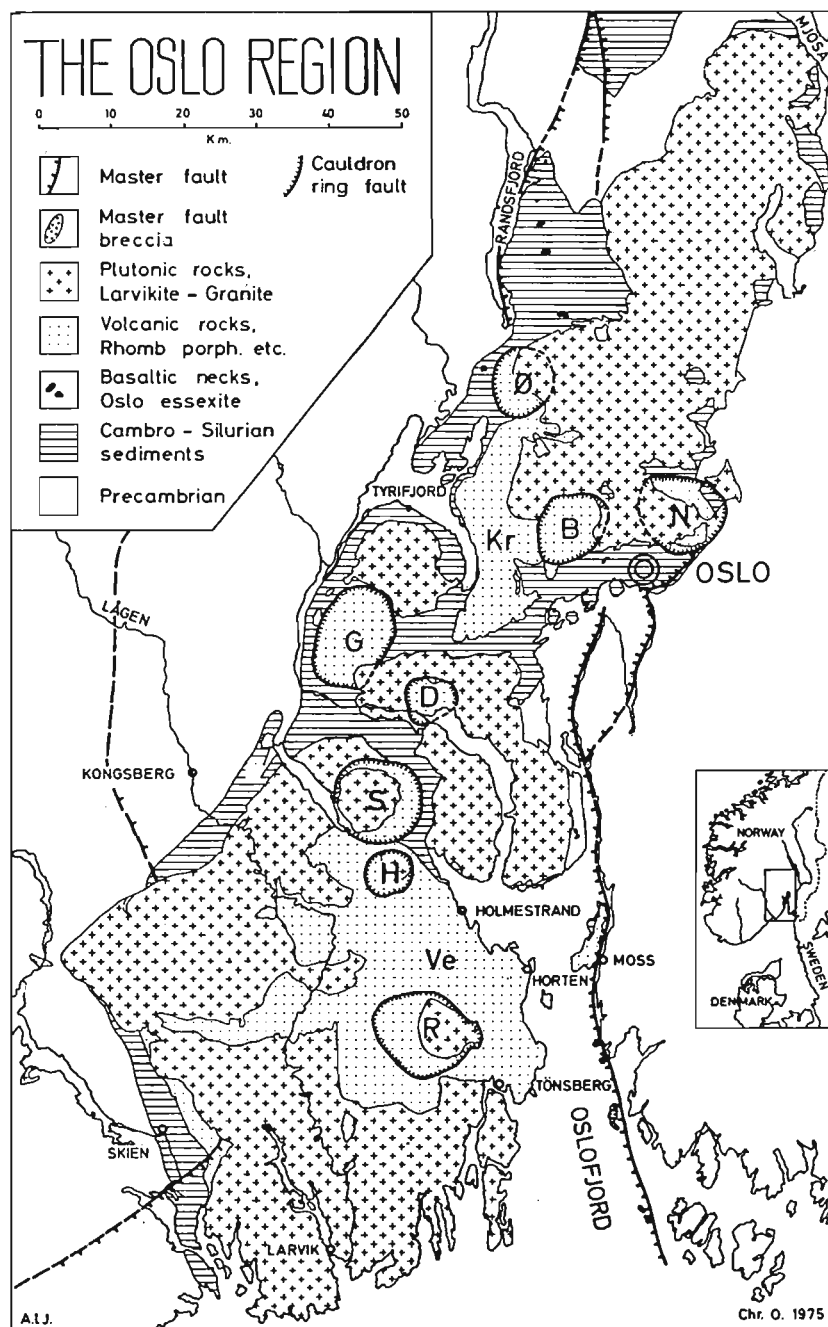 THE OSLO REGION
0 10 20 30 40 50
Km.
Master fault
Cauldron
ring fault
Master fault
breccia
Plutonic rocks,
Larvikite - Granite
Volcanic rocks,
Rhomb porph. etc.
Basaltic necks,
Oslo essexite
Cambro - Silurian
sediments
Precambrian
MJÖSA
RANDSFJORD
Ø
TYRIFJORD
Kr
B
N
OSLO
LÅGEN
G
D
KONGSBERG
S
H
HOLMESTRAND
Ve
HORTEN
MOSS
R
TÖNSBERG
SKIEN
OSLOFJORD
LARVIK
NORWAY
SWEDEN
DENMARK
A.I.J.
Chr. O. 1975